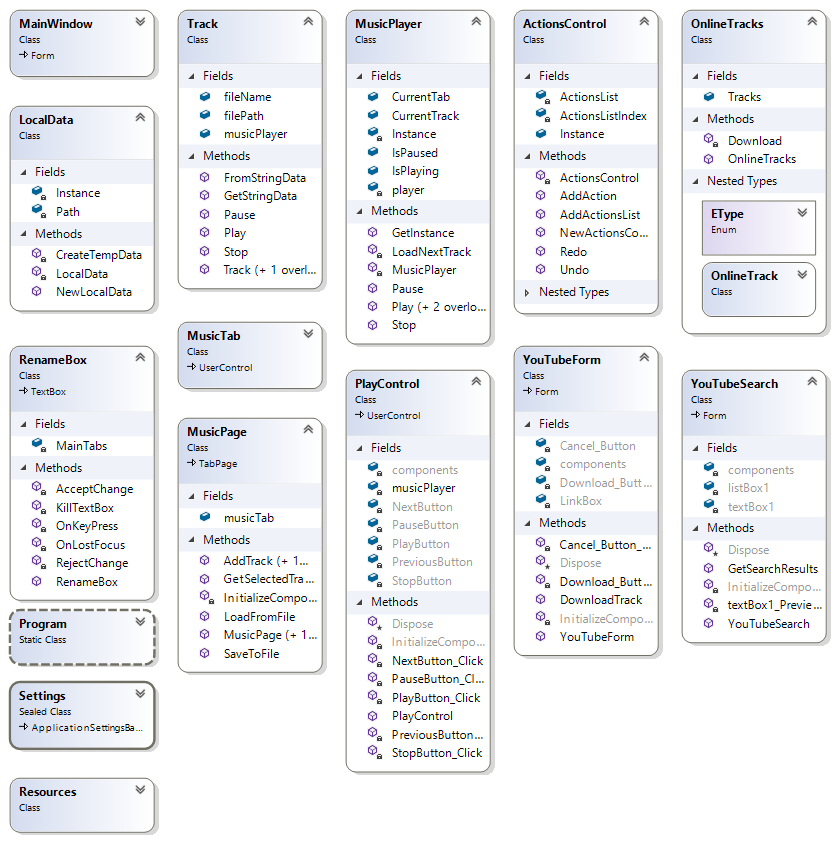 MainWindow
Class
Form
LocalData
Class
Fields
Instance
Path
Methods
CreateTempData
LocalData
NewLocalData
RenameBox
Class
TextBox
Fields
MainTabs
Methods
AcceptChange
KillTextBox
OnKeyPress
OnLostFocus
RejectChange
RenameBox
Program
Static Class
Settings
Sealed Class
ApplicationSettingsBa...
Resources
Class
Track
Class
Fields
fileName
filePath
musicPlayer
Methods
FromStringData
GetStringData
Pause
Play
Stop
Track (+ 1 overl...
MusicTab
Class
UserControl
MusicPage
Class
TabPage
Fields
musicTab
Methods
AddTrack (+ 1...
GetSelectedTra...
InitializeCompo...
LoadFromFile
MusicPage (+ 1...
SaveToFile
MusicPlayer
Class
Fields
CurrentTab
CurrentTrack
Instance
IsPaused
IsPlaying
player
Methods
GetInstance
LoadNextTrack
MusicPlayer
Pause
Play (+ 2 overlo...
Stop
PlayControl
Class
UserControl
Fields
components
musicPlayer
NextButton
PauseButton
PlayButton
PreviousButton
StopButton
Methods
Dispose
InitializeCompo...
NextButton_Click
PauseButton_Cl...
PlayButton_Click
PlayControl
PreviousButton...
StopButton_Click
ActionsControl
Class
Fields
ActionsList
ActionsListIndex
Instance
Methods
ActionsControl
AddAction
AddActionsList
NewActionsCo...
Redo
Undo
Nested Types
YouTubeForm
Class
Form
Fields
Cancel_Button
components
Download_Butt...
LinkBox
Methods
Cancel_Button_...
Dispose
Download_Butt...
DownloadTrack
InitializeCompo...
YouTubeForm
OnlineTracks
Class
Fields
Tracks
Methods
Download
OnlineTracks
Nested Types
EType
Enum
OnlineTrack
Class
YouTubeSearch
Class
Form
Fields
components
listBox1
textBox1
Methods
Dispose
GetSearchResults
InitializeCompo...
textBox1_Previe...
YouTubeSearch